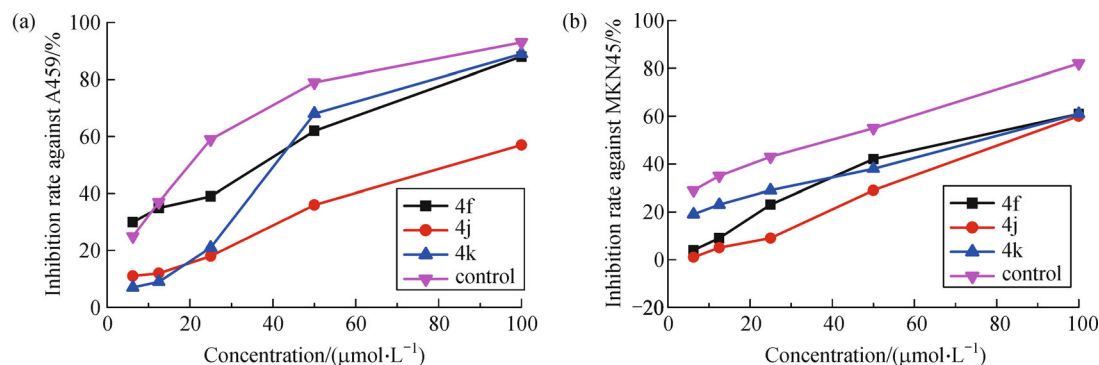 (a)
Inhibition rate against A459/%
100
80
60
40
20
0
4f
4j
4k
control
0 20 40 60 80 100
Concentration/(μmol·L⁻¹)
(b)
Inhibition rate against MKN45/%
100
80
60
40
20
0
−20
4f
4j
4k
control
0 20 40 60 80 100
Concentration/(μmol·L⁻¹)